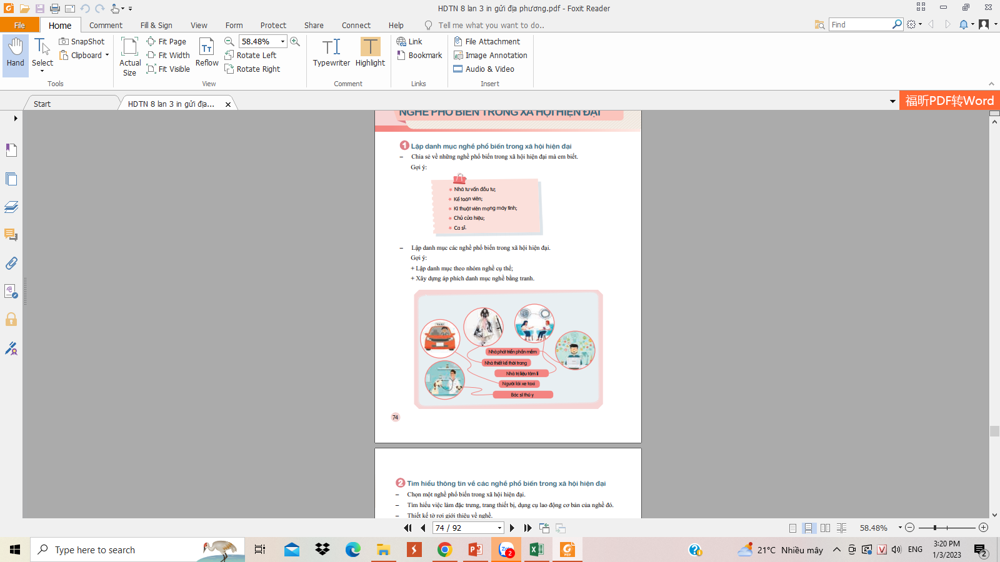 HDTN 8 lan 3 in gửi địa phương.pdf - Foxit Reader
File Home Comment Fill & Sign View Form Protect Share Connect Help Tell me what you want to do.. Find
Hand
Select
SnapShot
Clipboard
Tools
Actual
Size
Fit Page
Fit Width
Fit Visible
Reflow
58.48%
Rotate Left
Rotate Right
View
Typewriter
Highlight
Comment
Link
Bookmark
Links
File Attachment
Image Annotation
Audio & Video
Insert
Start
HDTN 8 lan 3 in gửi địa...
福昕PDF转Word
NGHỀ PHỔ BIẾN TRONG XÃ HỘI HIỆN ĐẠI
1 Lập danh mục nghề phổ biến trong xã hội hiện đại
– Chia sẻ về những nghề phổ biến trong xã hội hiện đại mà em biết.
Gợi ý:
* Nhà tư vấn đầu tư;
* Kế toán viên;
* Kĩ thuật viên mạng máy tính;
* Chủ cửa hiệu;
* Ca sĩ.
– Lập danh mục các nghề phổ biến trong xã hội hiện đại.
Gợi ý:
+ Lập danh mục theo nhóm nghề cụ thể;
+ Xây dựng áp phích danh mục nghề bằng tranh.
TAXI
Nhà phát triển phần mềm
Nhà thiết kế thời trang
Nhà trị liệu tâm lí
Người lái xe taxi
Bác sĩ thú y
74
2 Tìm hiểu thông tin về các nghề phổ biến trong xã hội hiện đại
– Chọn một nghề phổ biến trong xã hội hiện đại.
– Tìm hiểu việc làm đặc trưng, trang thiết bị, dụng cụ lao động cơ bản của nghề đó.
– Thiết kế tờ rơi giới thiệu về nghề.
74 / 92
58.48%
Type here to search
21°C Nhiều mây
ENG
3:20 PM
1/3/2023
2